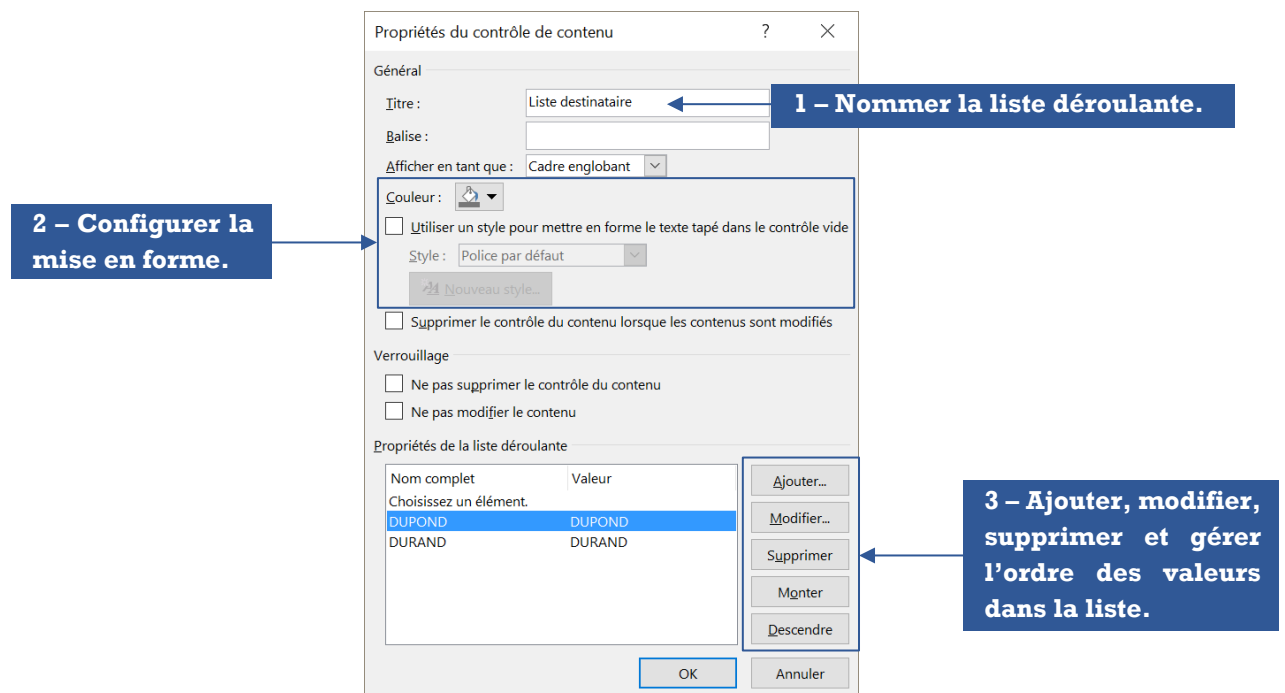 Propriétés du contrôle de contenu ?
Général
Titre : Liste destinataire
1 – Nommer la liste déroulante.
Balise :
Afficher en tant que : Cadre englobant
Couleur :
2 – Configurer la
mise en forme.
Utiliser un style pour mettre en forme le texte tapé dans le contrôle vide
Style : Police par défaut
Nouveau style...
Supprimer le contrôle du contenu lorsque les contenus sont modifiés
Verrouillage
Ne pas supprimer le contrôle du contenu
Ne pas modifier le contenu
Propriétés de la liste déroulante
Nom complet Valeur
Choisissez un élément.
DUPOND DUPOND
DURAND DURAND
Ajouter...
Modifier...
Supprimer
Monter
Descendre
3 – Ajouter, modifier,
supprimer et gérer
l’ordre des valeurs
dans la liste.
OK Annuler